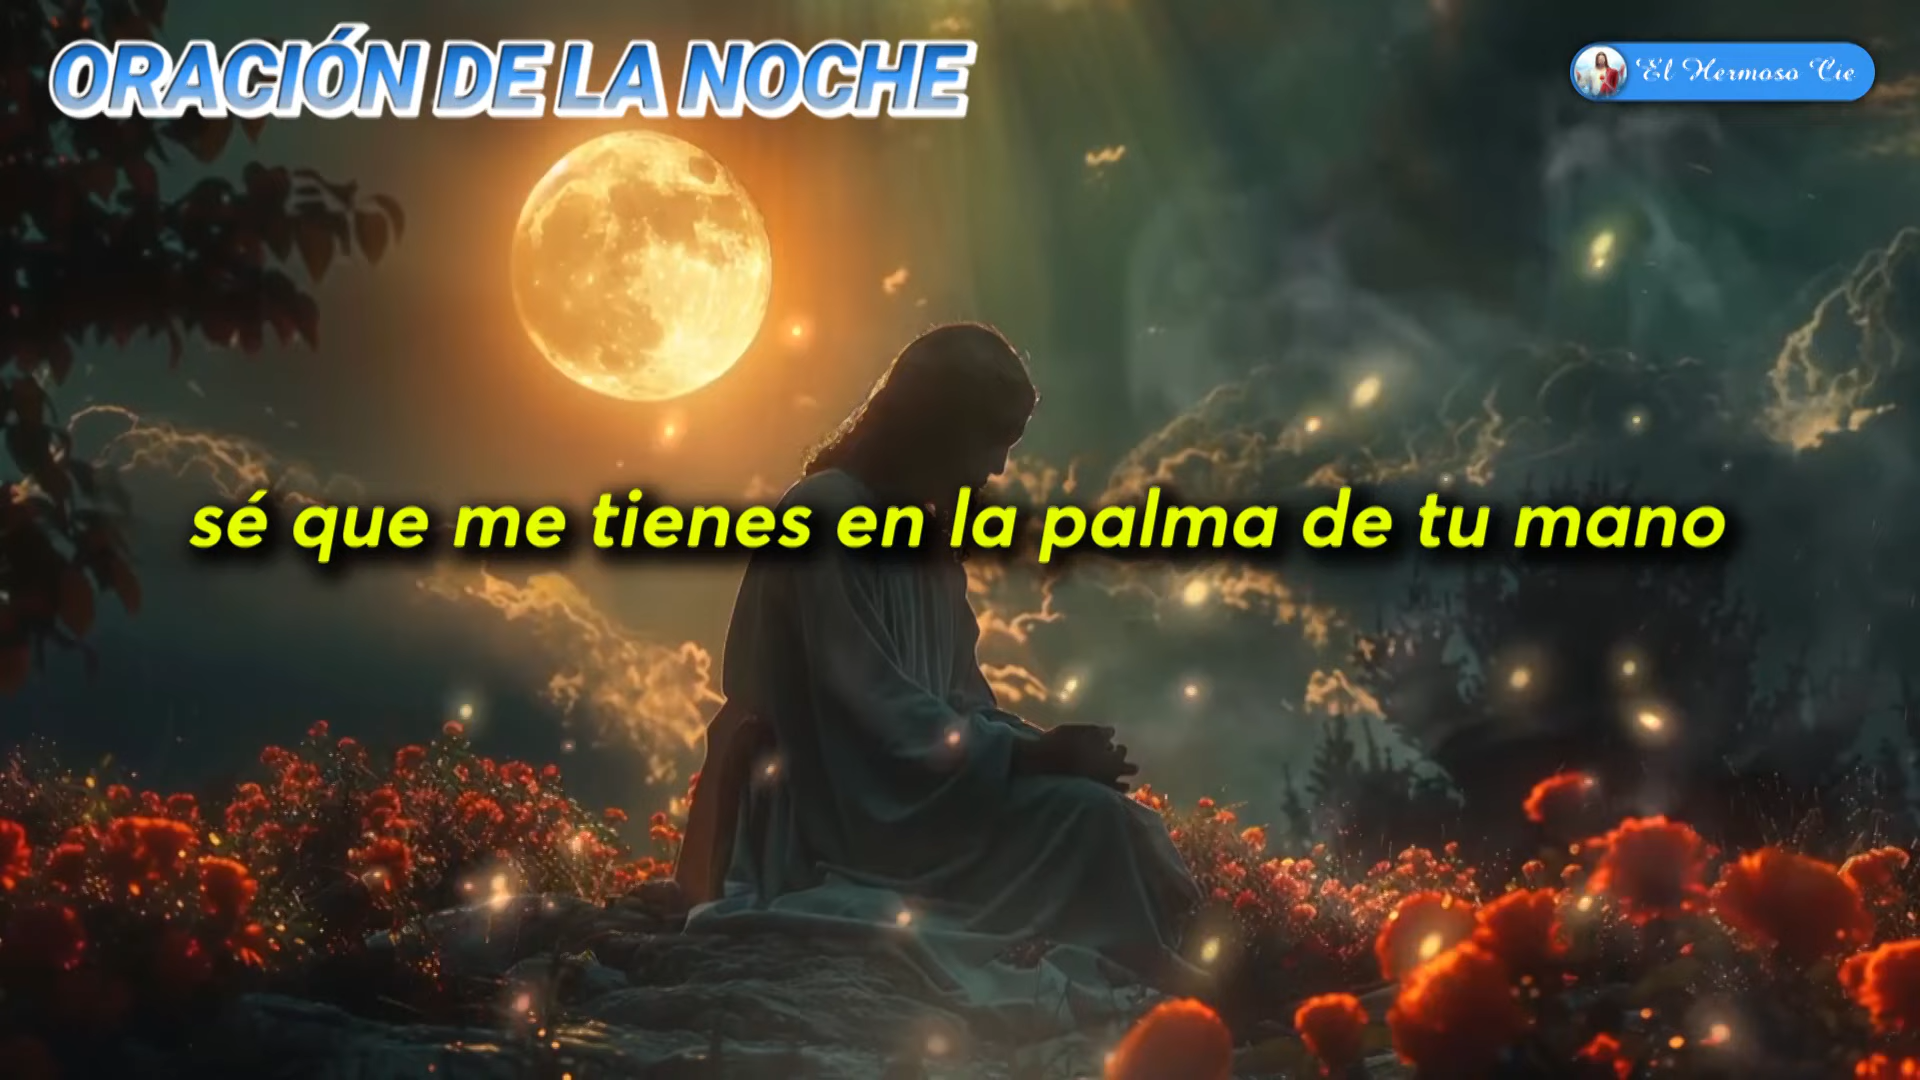 ORACIÓN DE LA NOCHE
El Hermoso Cie
sé que me tienes en la palma de tu mano